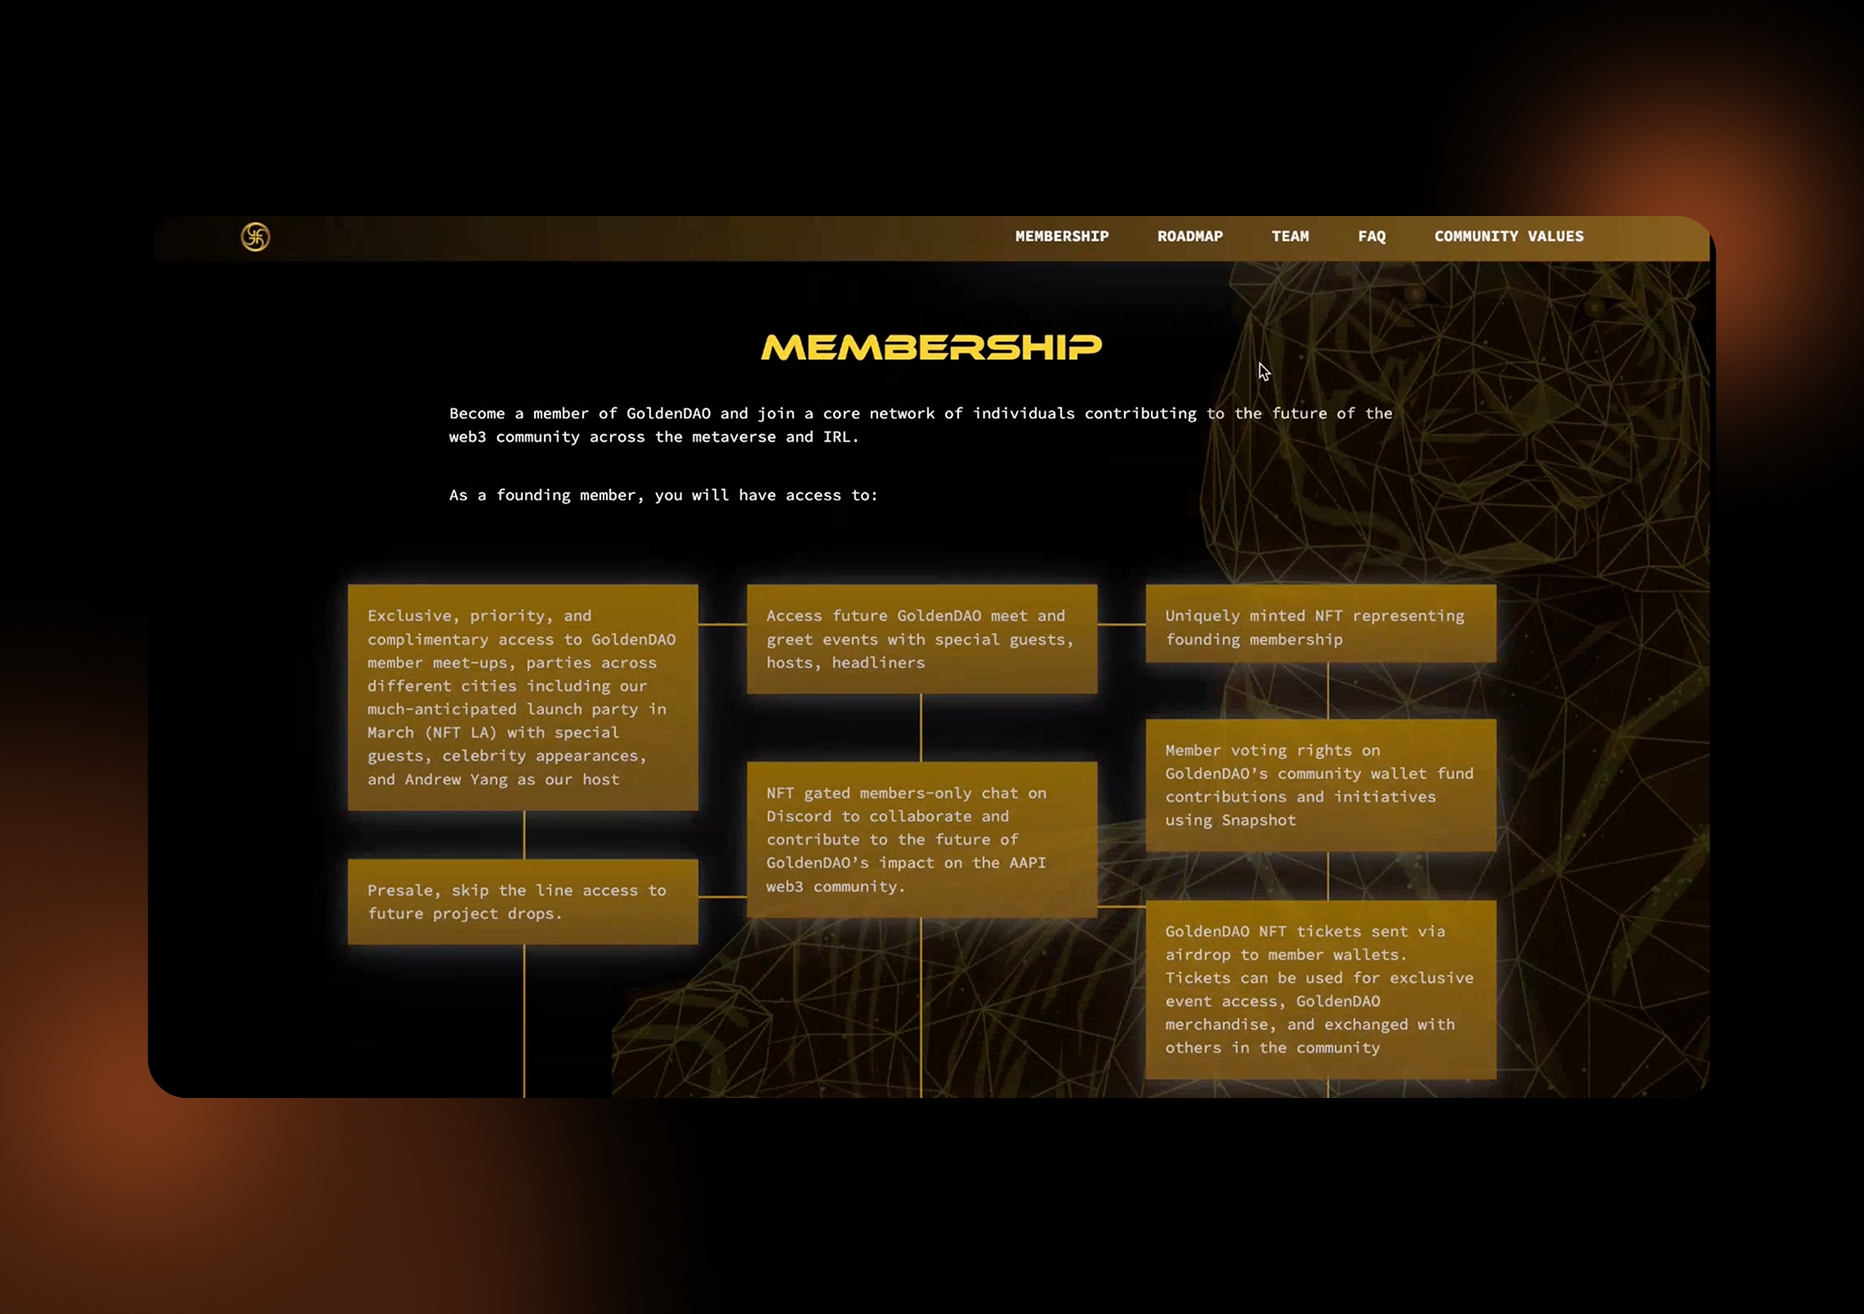 MEMBERSHIP ROADMAP TEAM FAQ COMMUNITY VALUES
MEMBERSHIP
Become a member of GoldenDAO and join a core network of individuals contributing to the future of the
web3 community across the metaverse and IRL.
As a founding member, you will have access to:
Exclusive, priority, and
complimentary access to GoldenDAO
member meet-ups, parties across
different cities including our
much-anticipated launch party in
March (NFT LA) with special
guests, celebrity appearances,
and Andrew Yang as our host
Presale, skip the line access to
future project drops.
Access future GoldenDAO meet and
greet events with special guests,
hosts, headliners
NFT gated members-only chat on
Discord to collaborate and
contribute to the future of
GoldenDAO’s impact on the AAPI
web3 community.
Uniquely minted NFT representing
founding membership
Member voting rights on
GoldenDAO’s community wallet fund
contributions and initiatives
using Snapshot
GoldenDAO NFT tickets sent via
airdrop to member wallets.
Tickets can be used for exclusive
event access, GoldenDAO
merchandise, and exchanged with
others in the community